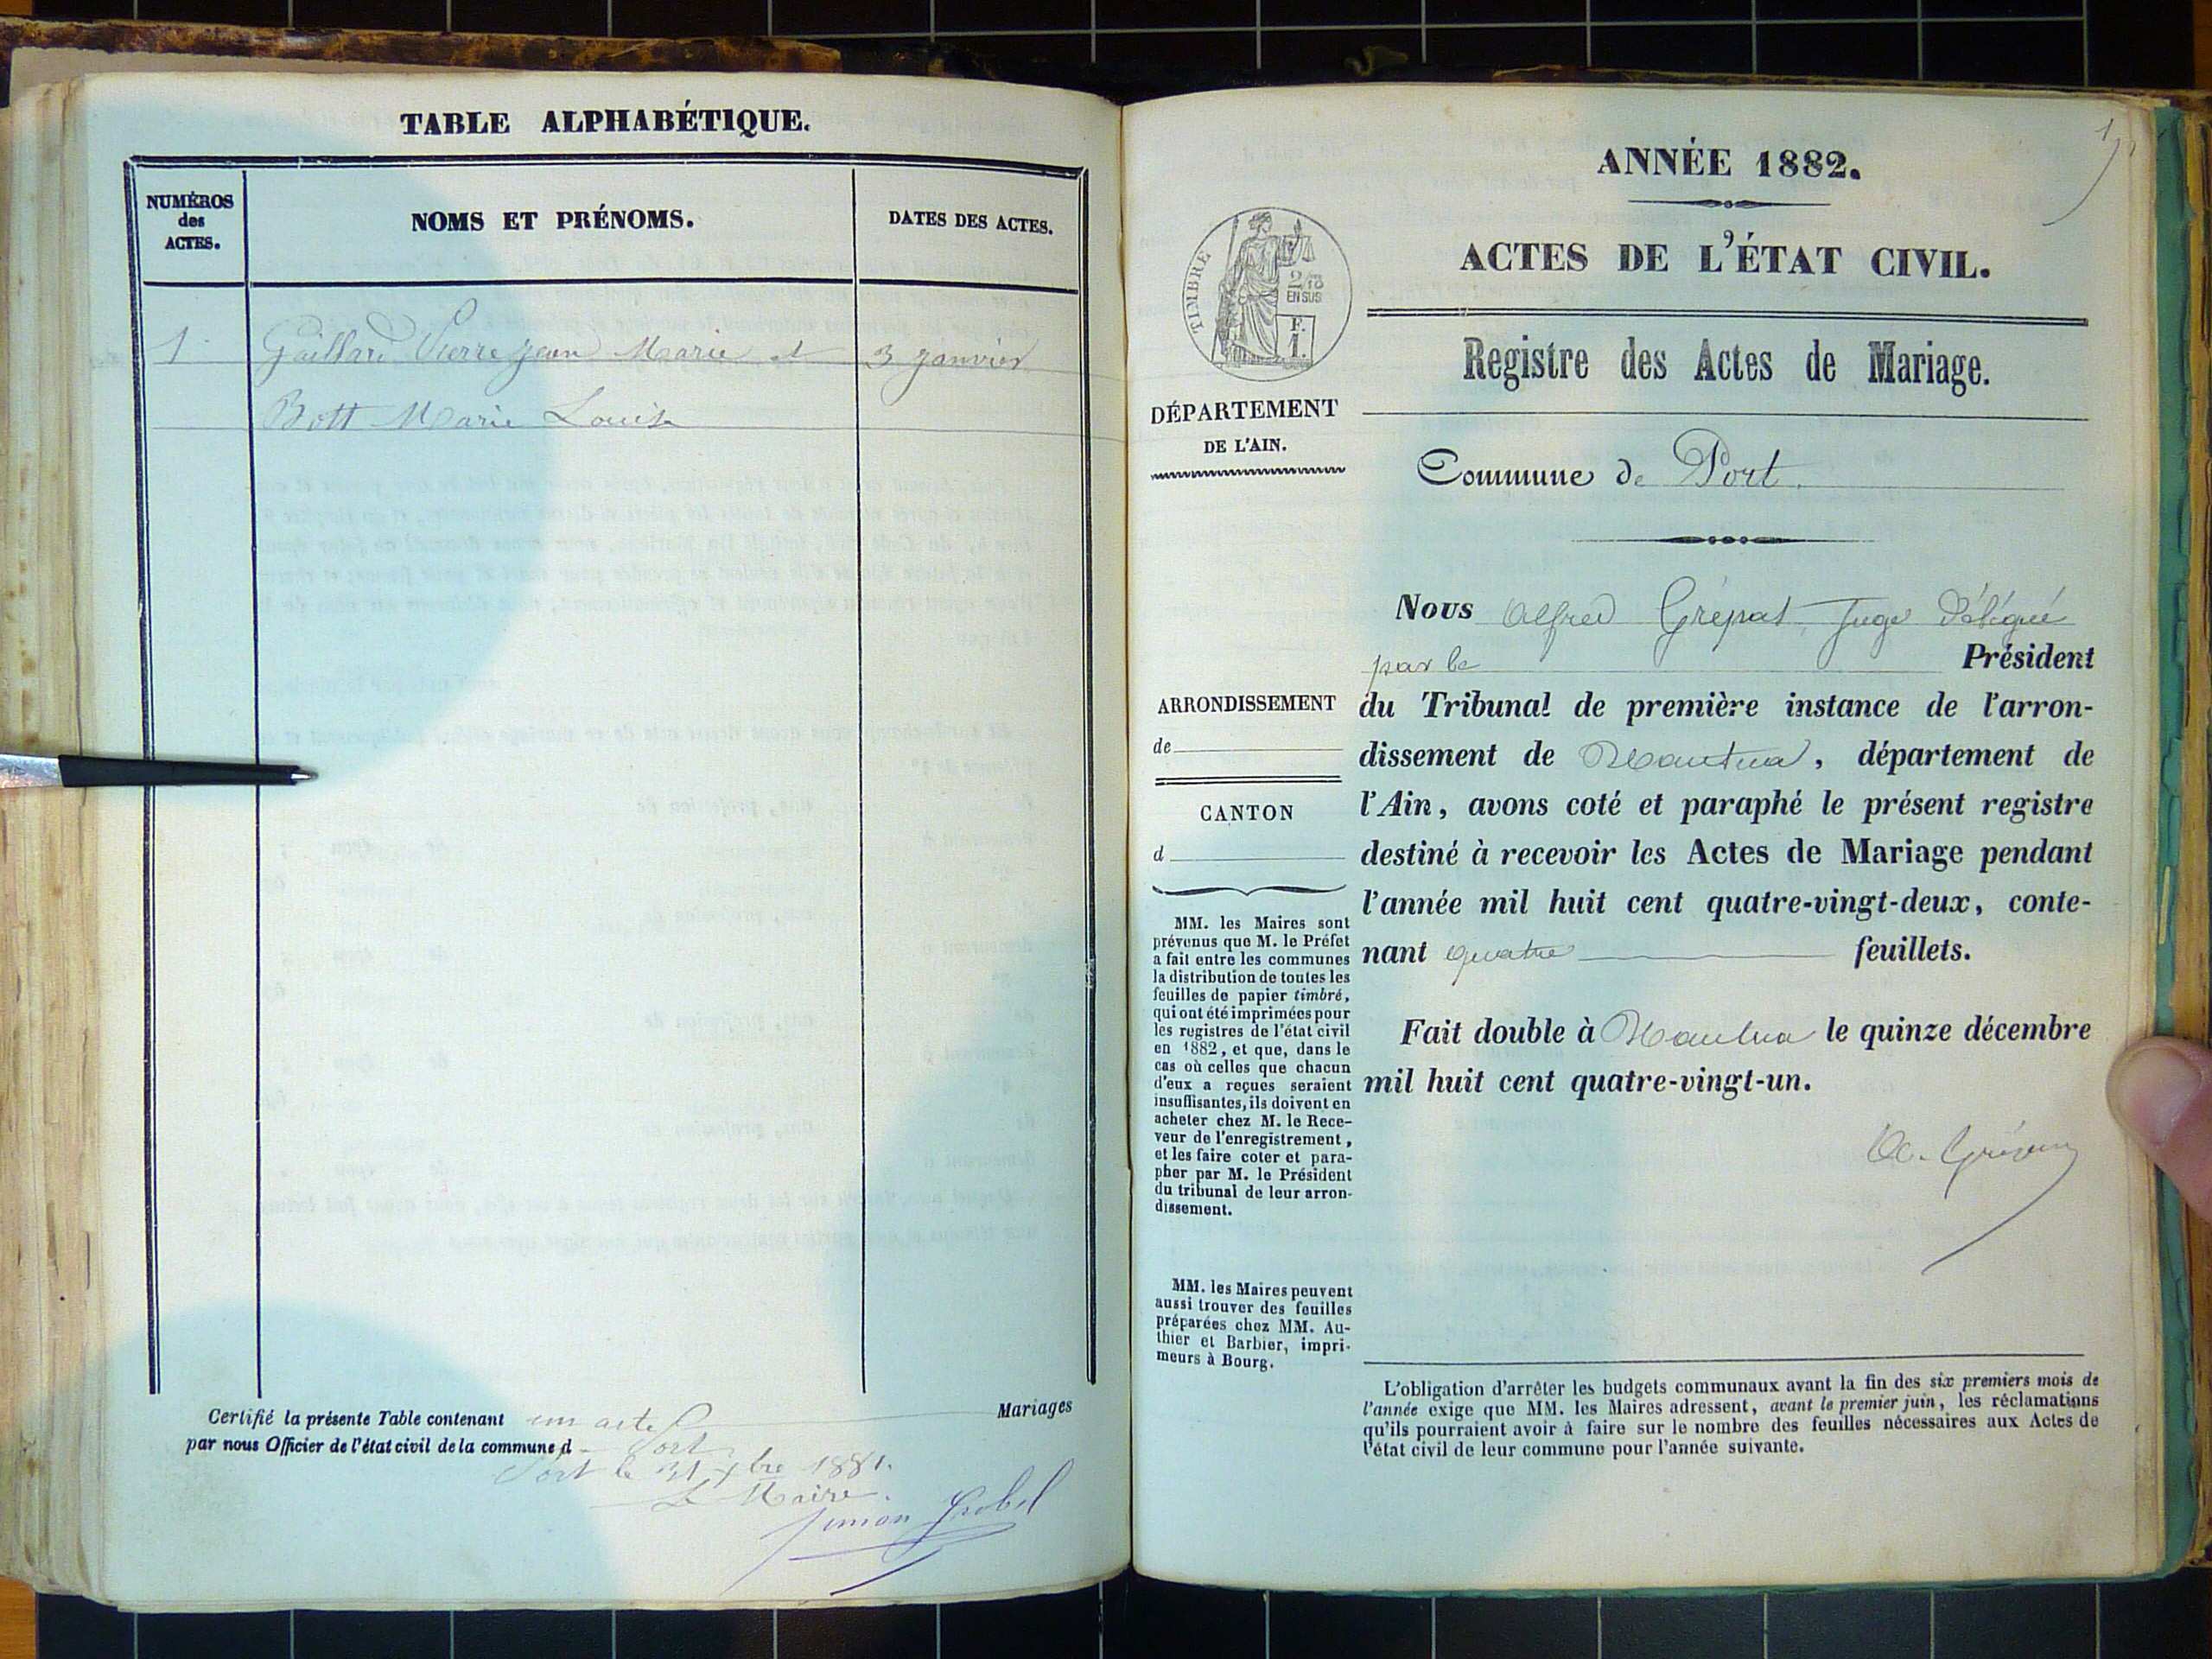 TABLE ALPHABÉTIQUE.
NUMÉROS
des
ACTES.
NOMS ET PRÉNOMS.
DATES DES ACTES.
1 Gaillard Pierre Jean Marie et 3 janvier
Bott Marie Louise
Certifié la présente Table contenant un acte Mariages
par nous Officier de l'état civil de la commune d Port
Port le 31 xbre 1881.
Le Maire.
ANNÉE 1882.
ACTES DE L'ÉTAT CIVIL.
TIMBRE
2/10
EN SUS
F.
1.
Registre des Actes de Mariage.
DÉPARTEMENT
DE L'AIN.
Commune de Port.
Nous Alfred Grépat, Juge Délégué
par le Président
du Tribunal de première instance de l'arron-
dissement de Nantua, département de
l'Ain, avons coté et paraphé le présent registre
destiné à recevoir les Actes de Mariage pendant
l'année mil huit cent quatre-vingt-deux, conte-
nant quatre feuillets.
Fait double à Nantua le quinze décembre
mil huit cent quatre-vingt-un.
ARRONDISSEMENT
de
CANTON
d
MM. les Maires sont
prévenus que M. le Préfet
a fait entre les communes
la distribution de toutes les
feuilles de papier timbré,
qui ont été imprimées pour
les registres de l'état civil
en 1882, et que, dans le
cas où celles que chacun
d'eux a reçues seraient
insuffisantes, ils doivent en
acheter chez M. le Rece-
veur de l'enregistrement,
et les faire coter et para-
pher par M. le Président
du tribunal de leur arron-
dissement.
MM. les Maires peuvent
aussi trouver des feuilles
préparées chez MM. Au-
thier et Barbier, impri-
meurs à Bourg.
L'obligation d'arrêter les budgets communaux avant la fin des six premiers mois de
l'année exige que MM. les Maires adressent, avant le premier juin, les réclamations
qu'ils pourraient avoir à faire sur le nombre des feuilles nécessaires aux Actes de
l'état civil de leur commune pour l'année suivante.